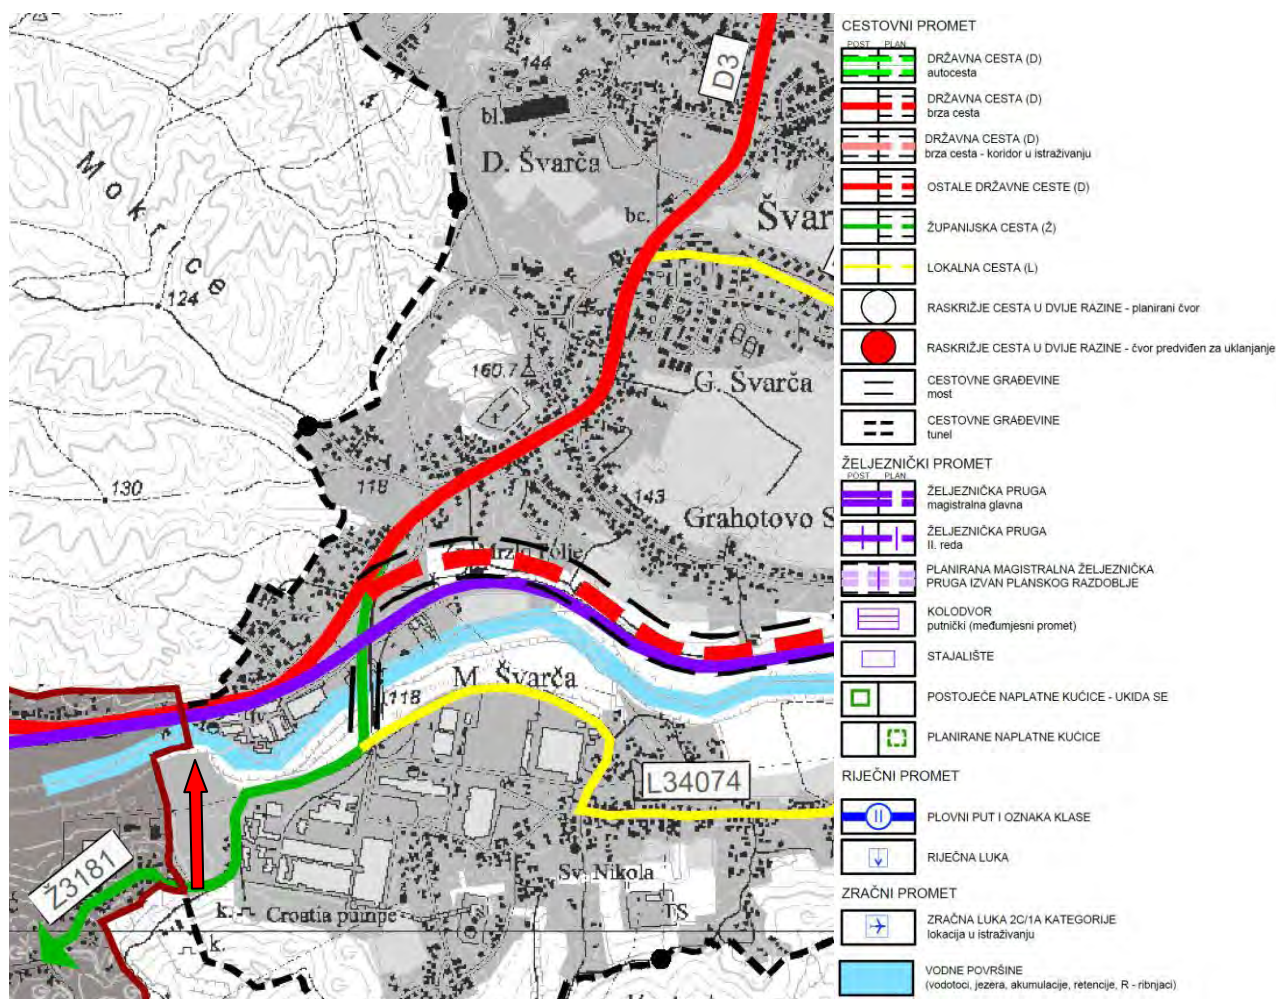 D3
144
bl.
D. Švarča
Mokrice
bc.
Švar
124
160.7
G. Švarča
130
118
143
Grahotovo S
Mrzlo Polje
M. Švarča
118
L34074
Ž3181
Sv. Nikola
TS
k.
Croatia pumpe
k.
CESTOVNI PROMET
POST PLAN.
DRŽAVNA CESTA (D)
autocesta
DRŽAVNA CESTA (D)
brza cesta
DRŽAVNA CESTA (D)
brza cesta - koridor u istraživanju
OSTALE DRŽAVNE CESTE (D)
ŽUPANIJSKA CESTA (Ž)
LOKALNA CESTA (L)
RASKRIŽJE CESTA U DVIJE RAZINE - planirani čvor
RASKRIŽJE CESTA U DVIJE RAZINE - čvor predviđen za uklanjanje
CESTOVNE GRAĐEVINE
most
CESTOVNE GRAĐEVINE
tunel
ŽELJEZNIČKI PROMET
POST PLAN.
ŽELJEZNIČKA PRUGA
magistralna glavna
ŽELJEZNIČKA PRUGA
II. reda
PLANIRANA MAGISTRALNA ŽELJEZNIČKA
PRUGA IZVAN PLANSKOG RAZDOBLJE
KOLODVOR
putnički (međumjesni promet)
STAJALIŠTE
POSTOJEĆE NAPLATNE KUĆICE - UKIDA SE
PLANIRANE NAPLATNE KUĆICE
RIJEČNI PROMET
II
PLOVNI PUT I OZNAKA KLASE
RIJEČNA LUKA
ZRAČNI PROMET
ZRAČNA LUKA 2C/1A KATEGORIJE
lokacija u istraživanju
VODNE POVRŠINE
(vodotoci, jezera, akumulacije, retencije, R - ribnjaci)